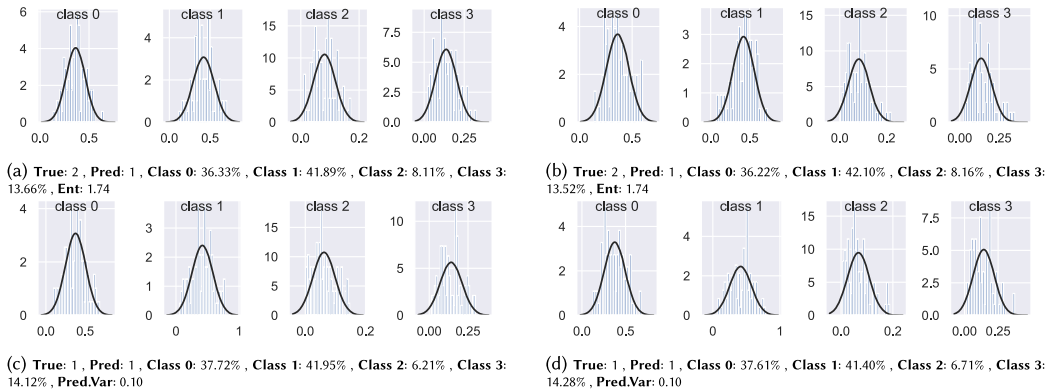 class 0 class 1 class 2 class 3
6 4 2 0
4 2 0
15 10 5 0
7.5 5.0 2.5 0.0
0.0 0.5
0.0 0.5
0.0 0.2
0.00 0.25
(a) True: 2 , Pred: 1 , Class 0: 36.33% , Class 1: 41.89% , Class 2: 8.11% , Class 3:
13.66% , Ent: 1.74
class 0 class 1 class 2 class 3
4 2 0
3 2 1 0
15 10 5 0
10 5 0
0.0 0.5
0.0 0.5
0.0 0.2
0.00 0.25
(b) True: 2 , Pred: 1 , Class 0: 36.22% , Class 1: 42.10% , Class 2: 8.16% , Class 3:
13.52% , Ent: 1.74
class 0 class 1 class 2 class 3
4 2 0
3 2 1 0
15 10 5 0
10 5 0
0.0 0.5
0 1
0.0 0.2
0.00 0.25
(c) True: 1 , Pred: 1 , Class 0: 37.72% , Class 1: 41.95% , Class 2: 6.21% , Class 3:
14.12% , Pred.Var: 0.10
class 0 class 1 class 2 class 3
4 2 0
4 2 0
15 10 5 0
7.5 5.0 2.5 0.0
0.0 0.5
0 1
0.0 0.2
0.00 0.25
(d) True: 1 , Pred: 1 , Class 0: 37.61% , Class 1: 41.40% , Class 2: 6.71% , Class 3:
14.28% , Pred.Var: 0.10